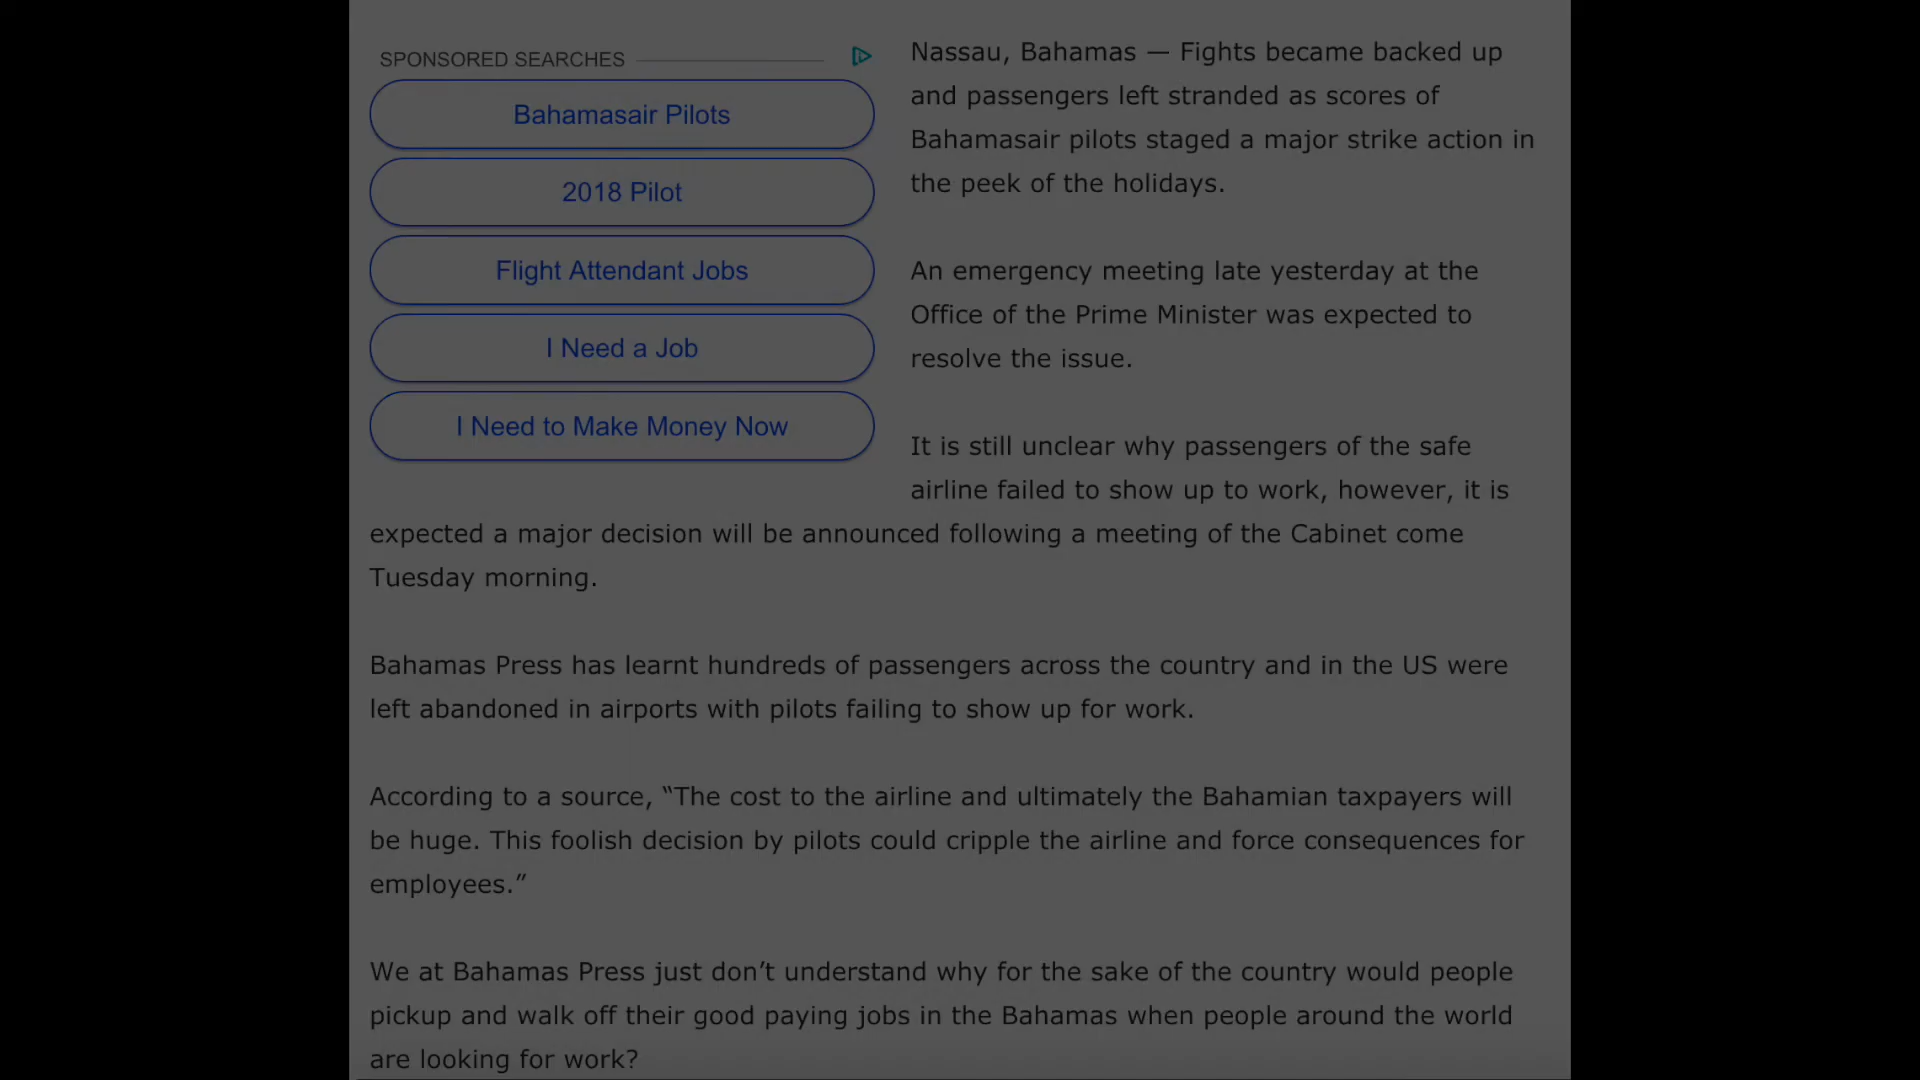 SPONSORED SEARCHES
Bahamasair Pilots
2018 Pilot
Flight Attendant Jobs
I Need a Job
I Need to Make Money Now
Nassau, Bahamas — Fights became backed up
and passengers left stranded as scores of
Bahamasair pilots staged a major strike action in
the peek of the holidays.
An emergency meeting late yesterday at the
Office of the Prime Minister was expected to
resolve the issue.
It is still unclear why passengers of the safe
airline failed to show up to work, however, it is
expected a major decision will be announced following a meeting of the Cabinet come
Tuesday morning.
Bahamas Press has learnt hundreds of passengers across the country and in the US were
left abandoned in airports with pilots failing to show up for work.
According to a source, “The cost to the airline and ultimately the Bahamian taxpayers will
be huge. This foolish decision by pilots could cripple the airline and force consequences for
employees.”
We at Bahamas Press just don’t understand why for the sake of the country would people
pickup and walk off their good paying jobs in the Bahamas when people around the world
are looking for work?